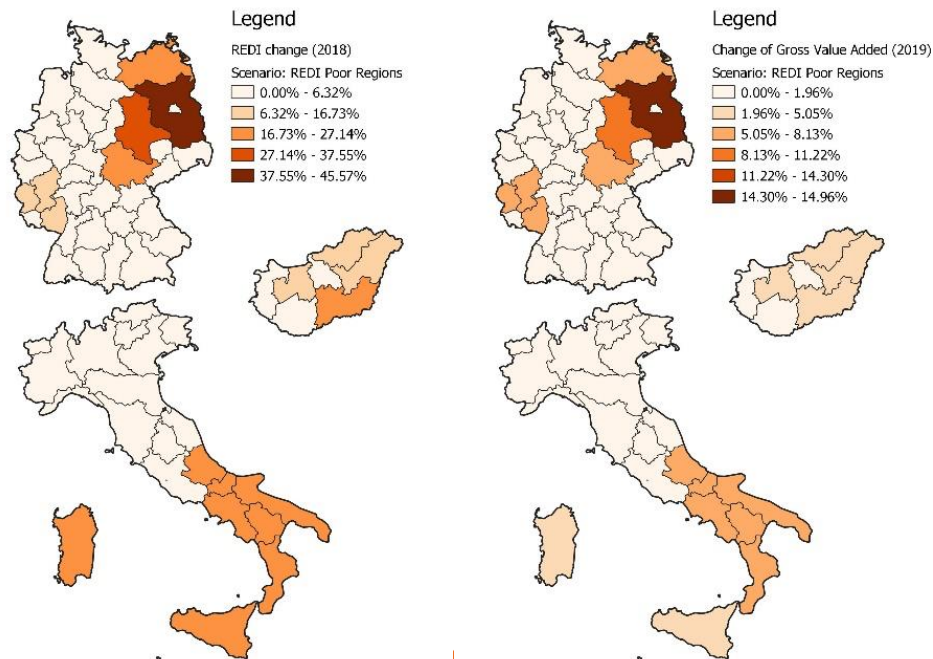 Legend
REDI change (2018)
Scenario: REDI Poor Regions
0.00% - 6.32%
6.32% - 16.73%
16.73% - 27.14%
27.14% - 37.55%
37.55% - 45.57%
Legend
Change of Gross Value Added (2019)
Scenario: REDI Poor Regions
0.00% - 1.96%
1.96% - 5.05%
5.05% - 8.13%
8.13% - 11.22%
11.22% - 14.30%
14.30% - 14.96%